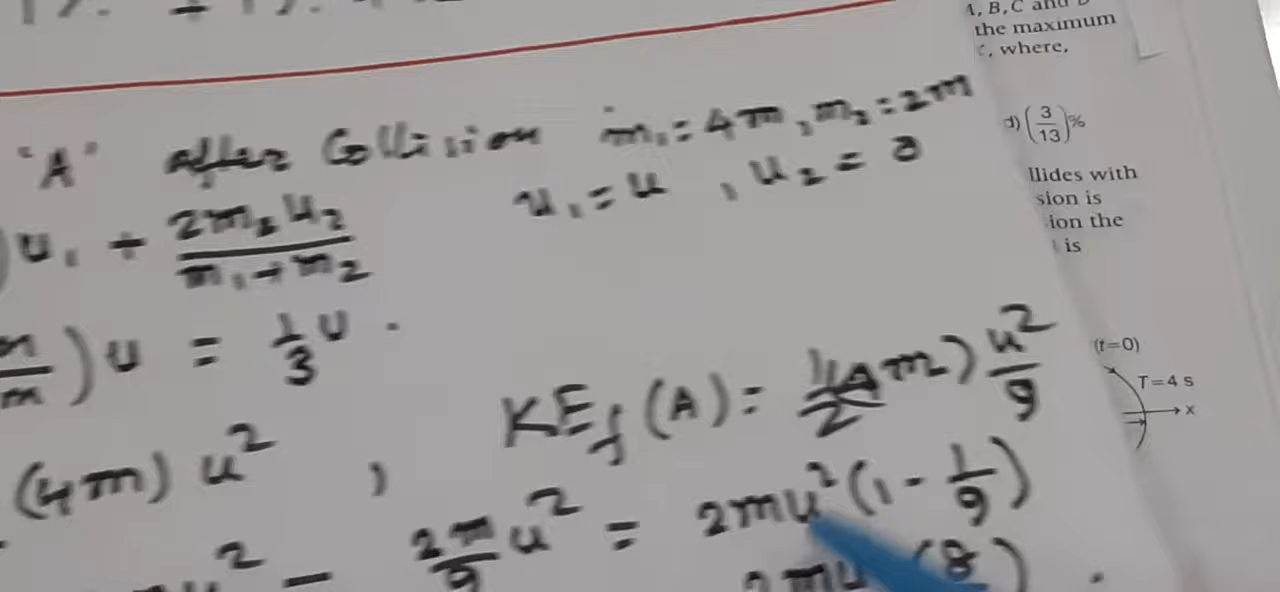 A, B, C and D
the maximum
C, where,
"A" after Collision m₁ = 4m, m₂ = 2m
u₁ = u , u₂ = 0
d) (3/13)%
)u₁ + 2m₂u₂/m₁+m₂
llides with
sion is
ion the
is
m/m)u = 1/3 u .
(t=0)
T=4 s
x
KE_f (A) = 1/2(4m) u²/9
(4m) u² ,
u² − 2m/9 u² = 2mu²(1 − 1/9)
2mu (8 ) .